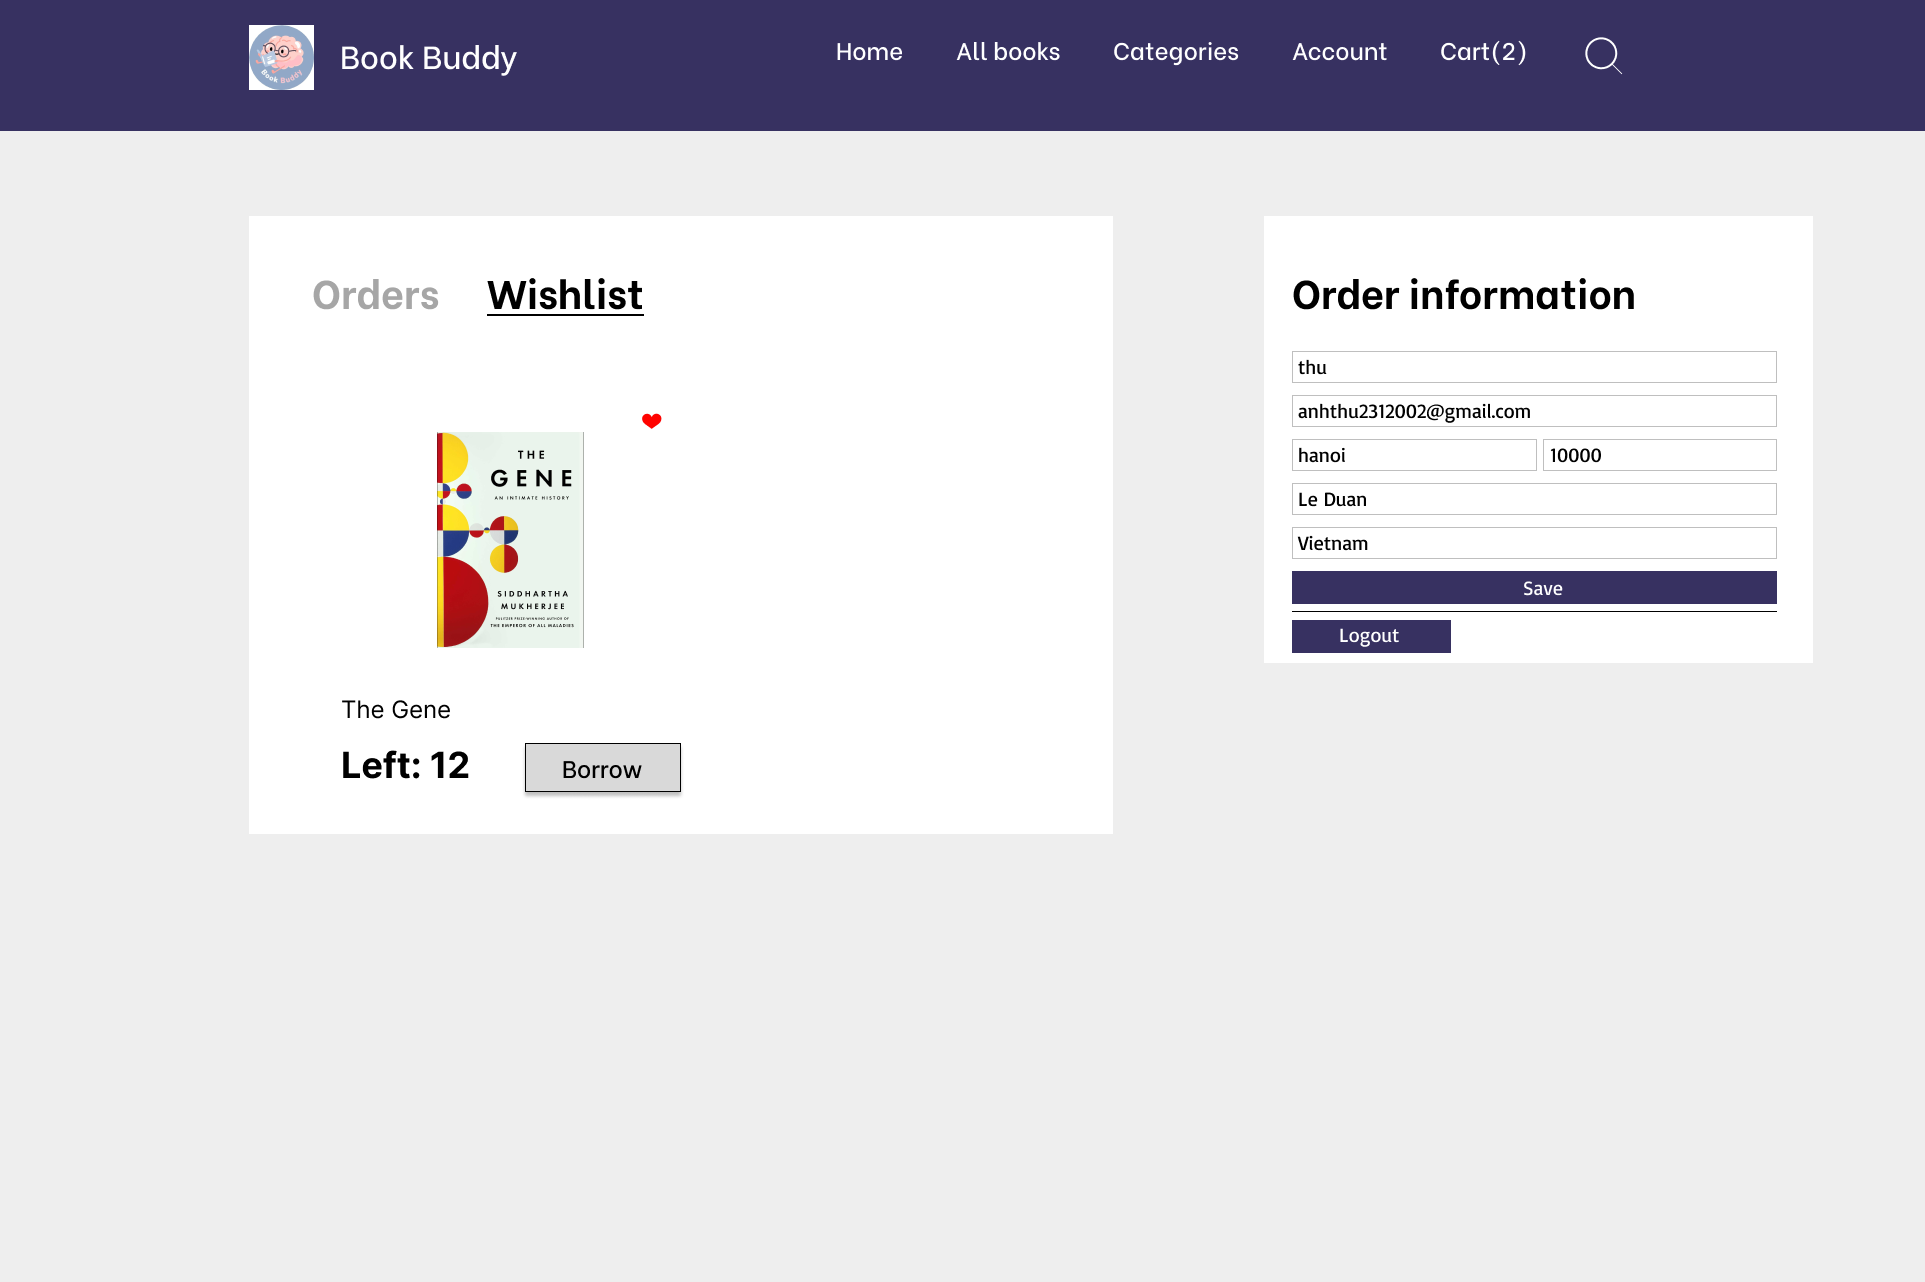 Book Buddy
Book Buddy
Home All books Categories Account Cart(2)
Orders Wishlist
THE
GENE
AN INTIMATE HISTORY
SIDDHARTHA
MUKHERJEE
PULITZER PRIZE-WINNING AUTHOR OF
THE EMPEROR OF ALL MALADIES
The Gene
Left: 12 Borrow
Order information
thu
anhthu2312002@gmail.com
hanoi 10000
Le Duan
Vietnam
Save
Logout